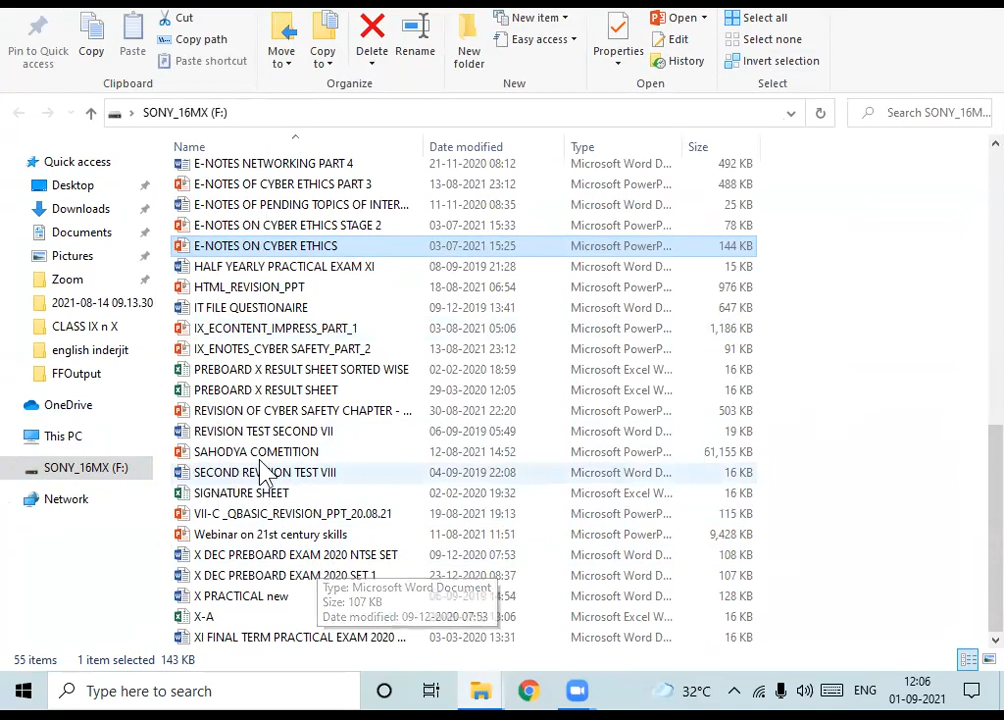 Pin to Quick access
Copy
Paste
Cut
Copy path
Paste shortcut
Clipboard
Move to
Copy to
Delete
Rename
Organize
New folder
New item
Easy access
New
Properties
Open
Edit
History
Open
Select all
Select none
Invert selection
Select
SONY_16MX (F:)
Search SONY_16M...
Name Date modified Type Size
E-NOTES NETWORKING PART 4 21-11-2020 08:12 Microsoft Word D... 492 KB
E-NOTES OF CYBER ETHICS PART 3 13-08-2021 23:12 Microsoft PowerP... 488 KB
E-NOTES OF PENDING TOPICS OF INTER... 11-11-2020 08:35 Microsoft Word D... 25 KB
E-NOTES ON CYBER ETHICS STAGE 2 03-07-2021 15:33 Microsoft PowerP... 78 KB
E-NOTES ON CYBER ETHICS 03-07-2021 15:25 Microsoft PowerP... 144 KB
HALF YEARLY PRACTICAL EXAM XI 08-09-2019 21:28 Microsoft Word D... 15 KB
HTML_REVISION_PPT 18-08-2021 06:54 Microsoft PowerP... 976 KB
IT FILE QUESTIONAIRE 09-12-2019 13:41 Microsoft Word D... 647 KB
IX_ECONTENT_IMPRESS_PART_1 03-08-2021 05:06 Microsoft PowerP... 1,186 KB
IX_ENOTES_CYBER SAFETY_PART_2 13-08-2021 23:12 Microsoft PowerP... 91 KB
PREBOARD X RESULT SHEET SORTED WISE 02-02-2020 18:59 Microsoft Excel W... 16 KB
PREBOARD X RESULT SHEET 29-03-2020 12:05 Microsoft Excel W... 16 KB
REVISION OF CYBER SAFETY CHAPTER - ... 30-08-2021 22:20 Microsoft PowerP... 503 KB
REVISION TEST SECOND VII 06-09-2019 05:49 Microsoft Word D... 19 KB
SAHODYA COMETITION 12-08-2021 14:52 Microsoft PowerP... 61,155 KB
SECOND REVISION TEST VIII 04-09-2019 22:08 Microsoft Word D... 16 KB
SIGNATURE SHEET 02-02-2020 19:32 Microsoft Excel W... 16 KB
VII-C _QBASIC_REVISION_PPT_20.08.21 19-08-2021 19:13 Microsoft PowerP... 115 KB
Webinar on 21st century skills 11-08-2021 11:31 Microsoft PowerP... 9,428 KB
X DEC PREBOARD EXAM 2020 NTSE SET 09-12-2020 07:53 Microsoft Word D... 108 KB
X DEC PREBOARD EXAM 2020 SET 1 23-12-2020 08:37 Microsoft Word D... 107 KB
X PRACTICAL new 14:54 Microsoft Word D... 128 KB
X-A Microsoft Excel W... 16 KB
XI FINAL TERM PRACTICAL EXAM 2020 ... 03-03-2020 13:31 Microsoft Word D... 16 KB
Type: Microsoft Word Document
Size: 107 KB
Date modified: 09-12-2020 07:53
Quick access
Desktop
Downloads
Documents
Pictures
Zoom
2021-08-14 09.13.30
CLASS IX n X
english inderjit
FFOutput
OneDrive
This PC
SONY_16MX (F:)
Network
55 items 1 item selected 143 KB
Type here to search
32°C
ENG
12:06
01-09-2021